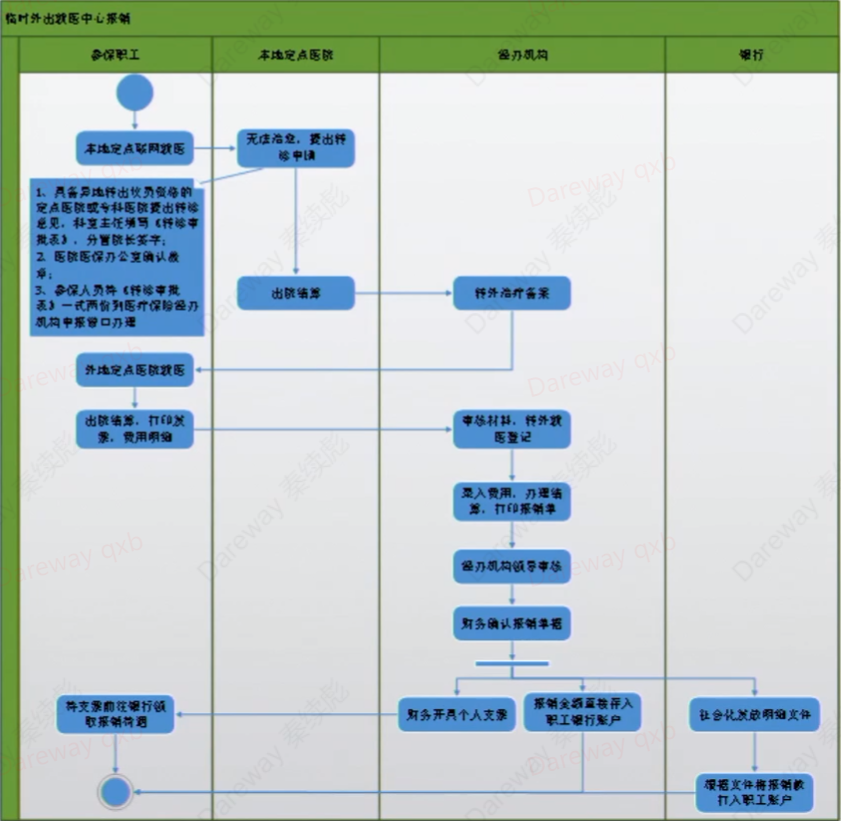 临时外出就医中心报销
参保职工
本地定点医院
经办机构
银行
本地定点联网就医
无法治愈，提出转
诊申请
1、具备异地转出权限资格的
定点医院或专科医院提出转诊
意见，科室主任填写《转诊审
批表》，分管院长签字；
2、医院医保办公室确认盖
章；
3、参保人员将《转诊审批
表》一式两份到医疗保险经办
机构申报窗口办理
出院结算
转外治疗备案
外地定点医院就医
出院结算，打印发
票，费用明细
审核材料，转外就
医登记
录入费用，办理结
算，打印报销单
经办机构领导审核
财务确认报销单据
持支票前往银行领
取报销待遇
财务开具个人支票
报销金额直接存入
职工银行账户
社会化发放明细文件
根据文件将报销款
打入职工账户
Dareway qxb
Dareway 秦续彪